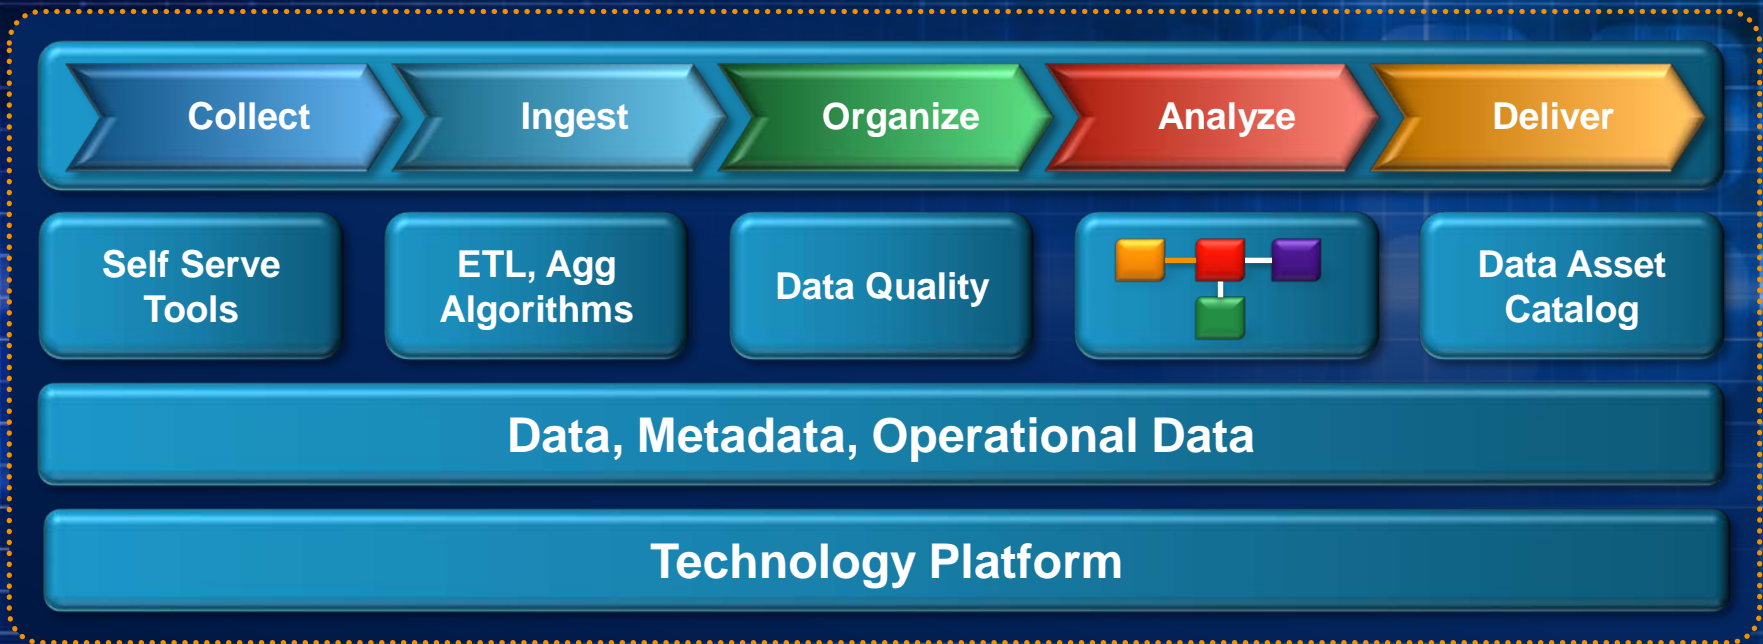 Collect
Ingest
Organize
Analyze
Deliver
Self Serve
Tools
ETL, Agg
Algorithms
Data Quality
Data Asset
Catalog
Data, Metadata, Operational Data
Technology Platform